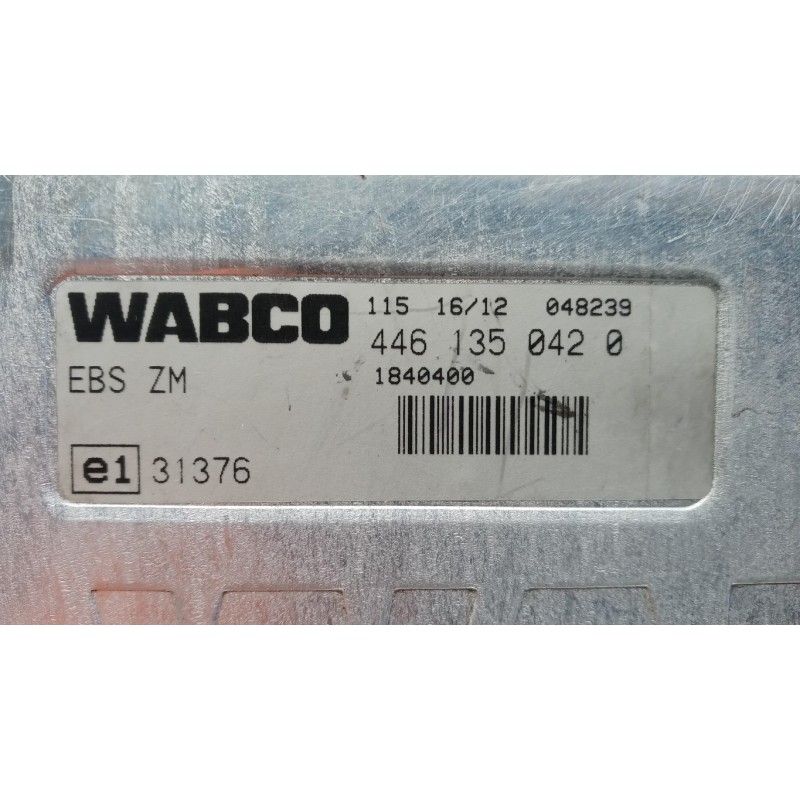 WABCO 115 16/12 048239
446 135 042 0
EBS ZM 1840400
e1 31376